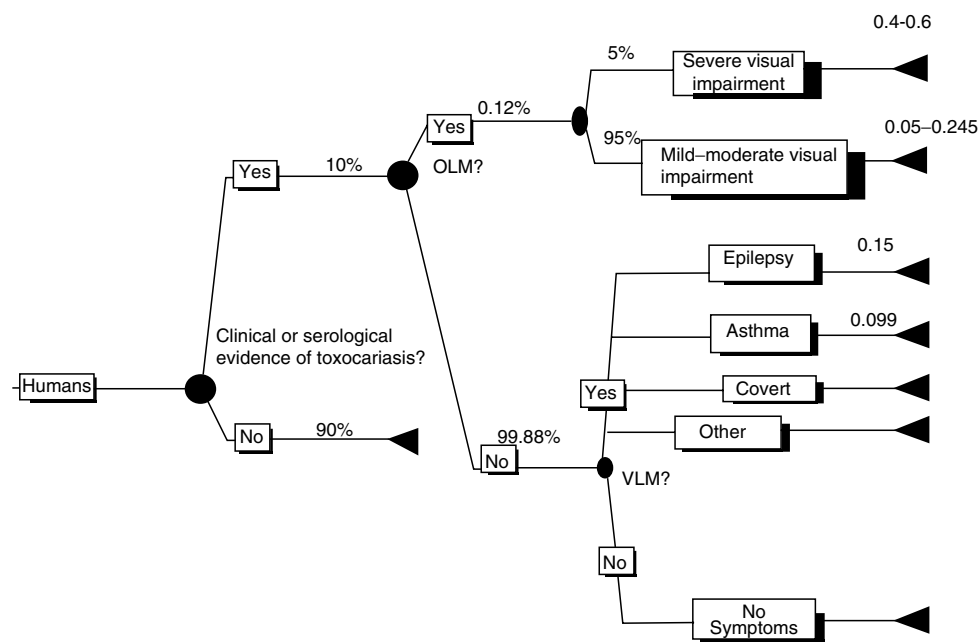 0.4-0.6
5%
Severe visual
impairment
0.12%
Yes
OLM?
0.05–0.245
95%
Mild–moderate visual
impairment
Yes
10%
0.15
Epilepsy
Clinical or serological
evidence of toxocariasis?
Asthma
0.099
Humans
Yes
Covert
No
90%
Other
99.88%
No
VLM?
No
No
Symptoms